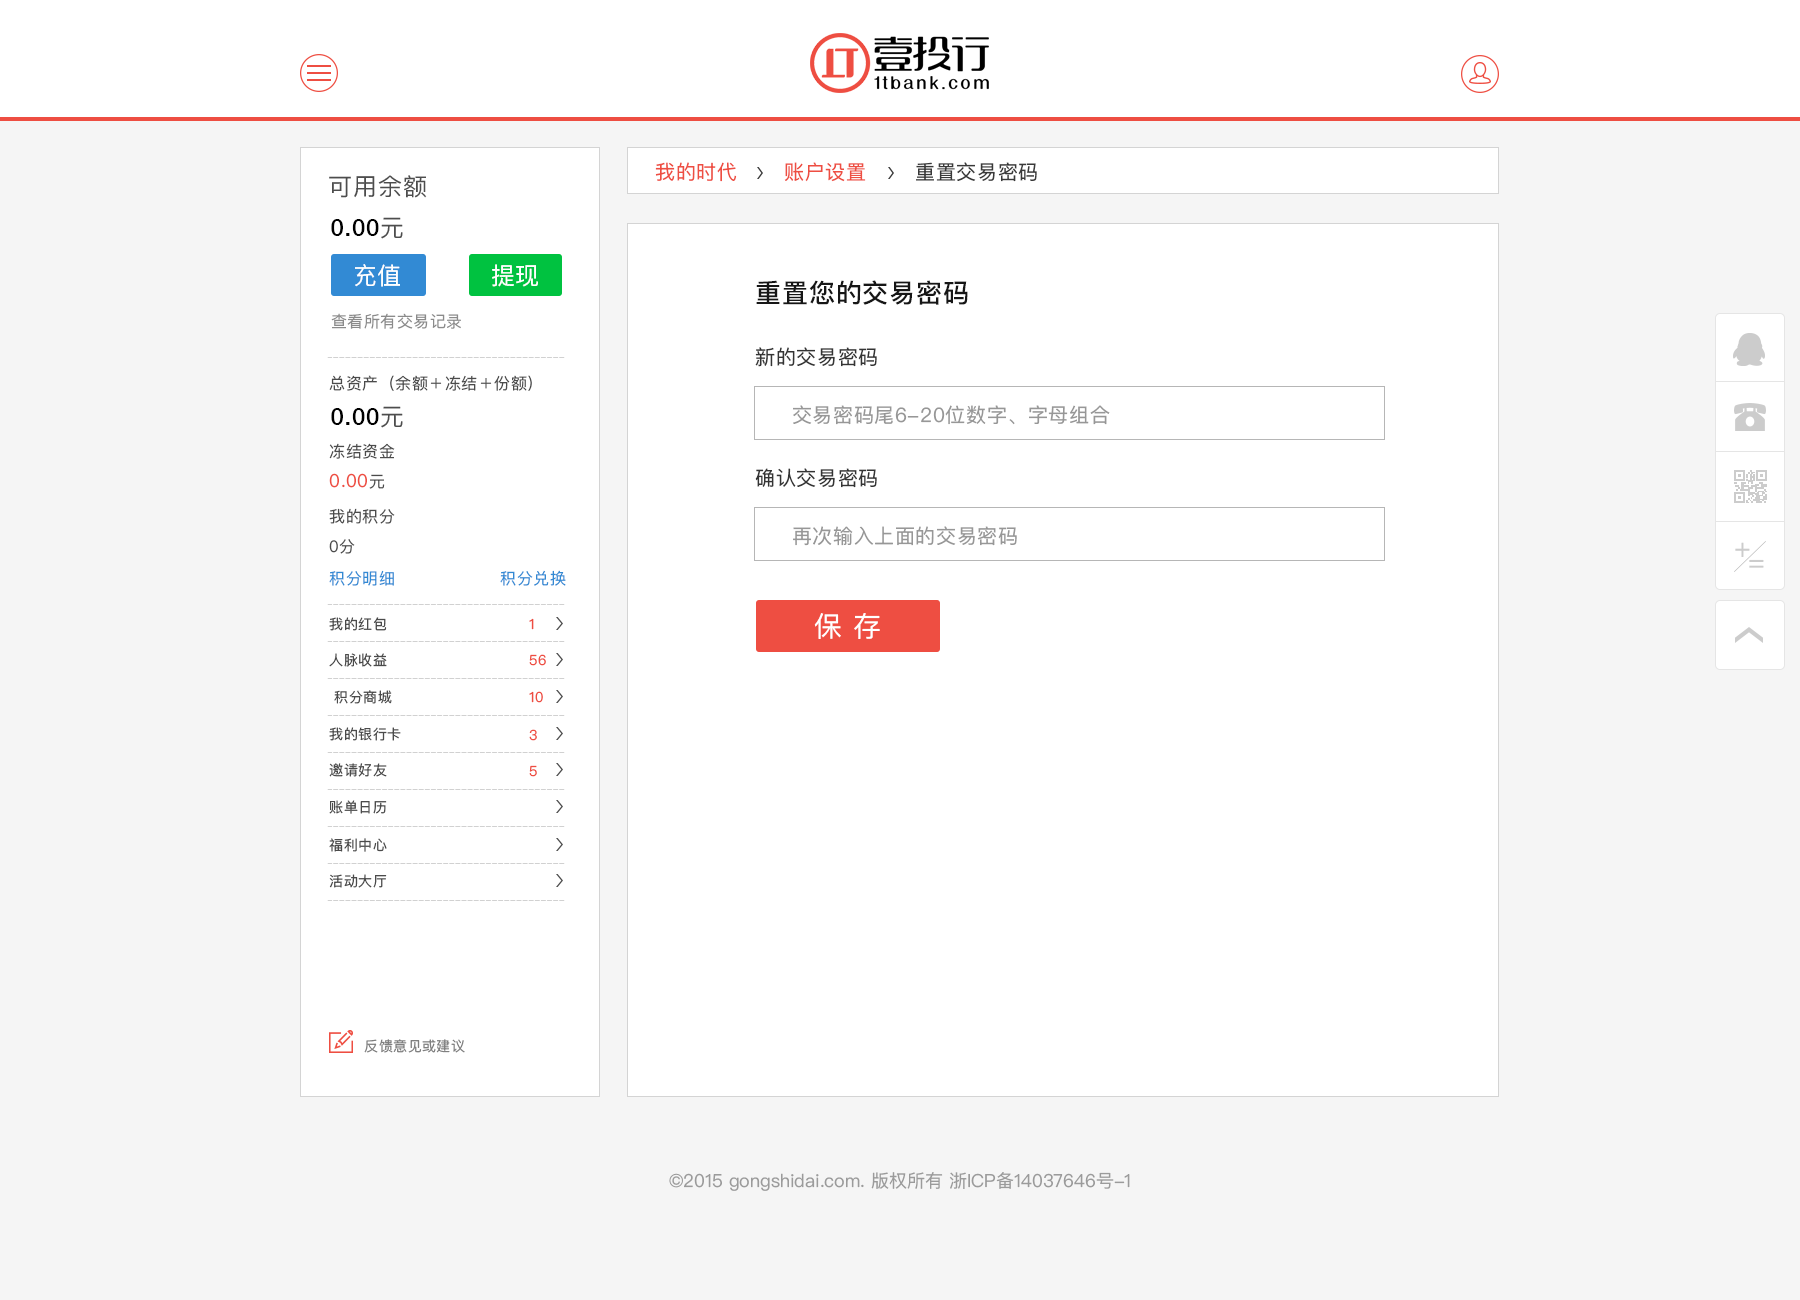 壹投行
1tbank.com
可用余额
0.00元
充值
提现
查看所有交易记录
总资产（余额＋冻结＋份额）
0.00元
冻结资金
0.00元
我的积分
0分
积分明细
积分兑换
我的红包 1
人脉收益 56
积分商城 10
我的银行卡 3
邀请好友 5
账单日历
福利中心
活动大厅
反馈意见或建议
我的时代 > 账户设置 > 重置交易密码
重置您的交易密码
新的交易密码
交易密码尾6-20位数字、字母组合
确认交易密码
再次输入上面的交易密码
保 存
©2015 gongshidai.com. 版权所有 浙ICP备14037646号-1